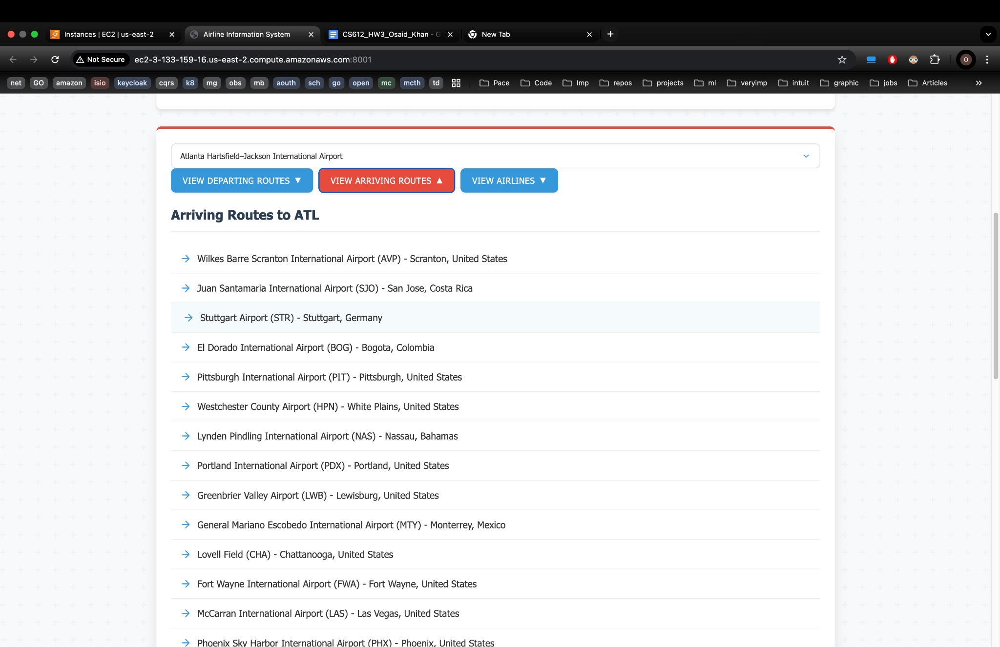 Instances | EC2 | us-east-2
Airline Information System
CS612_HW3_Osaid_Khan - G
New Tab
Not Secure
ec2-3-133-159-16.us-east-2.compute.amazonaws.com:8001
O
net GO amazon isio keycloak cqrs k8 mg obs mb aouth sch go open mc mcth td Pace Code Imp repos projects ml veryimp intuit graphic jobs Articles
Atlanta Hartsfield–Jackson International Airport
VIEW DEPARTING ROUTES ▼ VIEW ARRIVING ROUTES ▲ VIEW AIRLINES ▼
Arriving Routes to ATL
→ Wilkes Barre Scranton International Airport (AVP) - Scranton, United States
→ Juan Santamaria International Airport (SJO) - San Jose, Costa Rica
→ Stuttgart Airport (STR) - Stuttgart, Germany
→ El Dorado International Airport (BOG) - Bogota, Colombia
→ Pittsburgh International Airport (PIT) - Pittsburgh, United States
→ Westchester County Airport (HPN) - White Plains, United States
→ Lynden Pindling International Airport (NAS) - Nassau, Bahamas
→ Portland International Airport (PDX) - Portland, United States
→ Greenbrier Valley Airport (LWB) - Lewisburg, United States
→ General Mariano Escobedo International Airport (MTY) - Monterrey, Mexico
→ Lovell Field (CHA) - Chattanooga, United States
→ Fort Wayne International Airport (FWA) - Fort Wayne, United States
→ McCarran International Airport (LAS) - Las Vegas, United States
→ Phoenix Sky Harbor International Airport (PHX) - Phoenix, United States